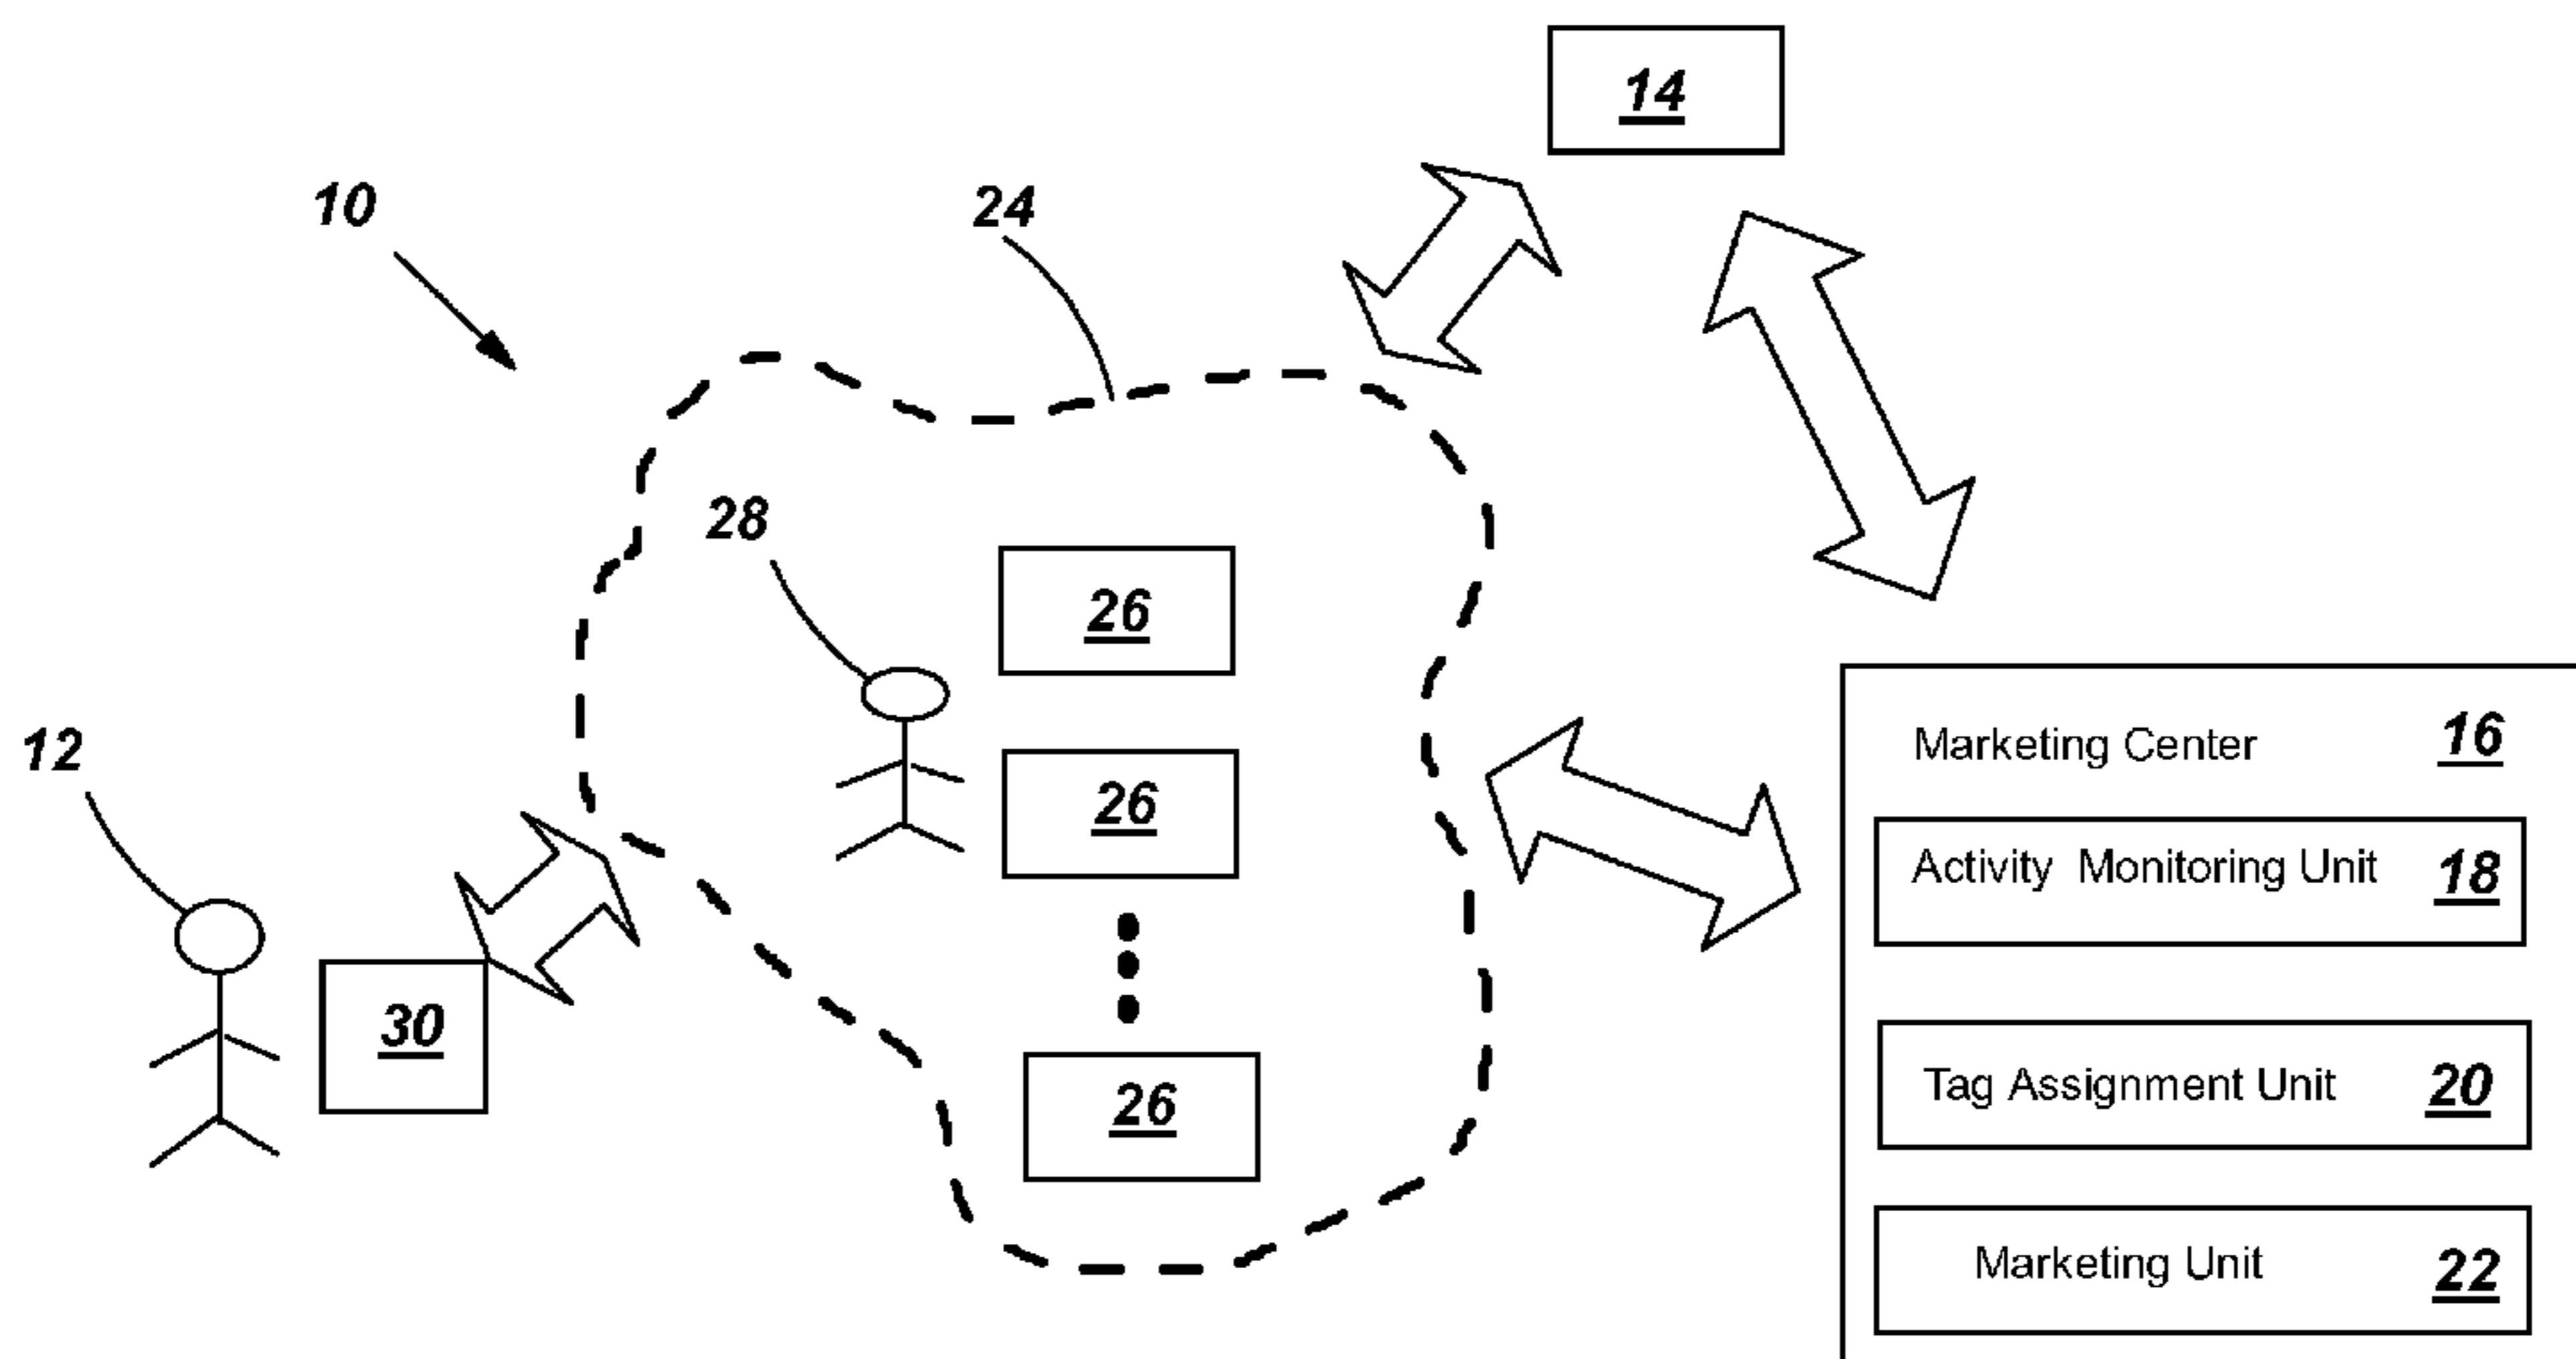 14
10
24
28
26
12
Marketing Center 16
26
Activity Monitoring Unit 18
30
Tag Assignment Unit 20
26
Marketing Unit 22